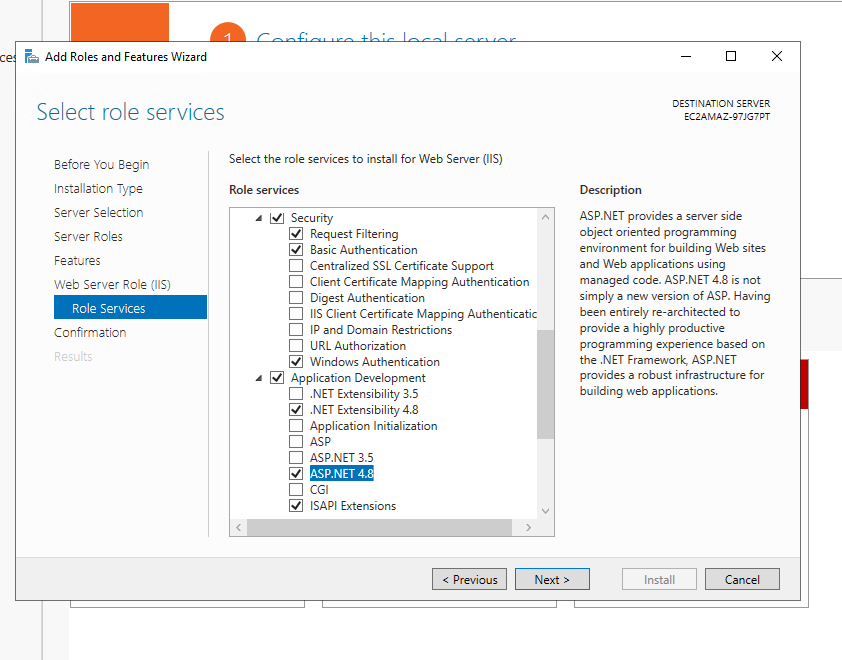 1 Configure this local server
Add Roles and Features Wizard
Select role services
DESTINATION SERVER
EC2AMAZ-97JG7PT
Before You Begin
Installation Type
Server Selection
Server Roles
Features
Web Server Role (IIS)
Role Services
Confirmation
Results
Select the role services to install for Web Server (IIS)
Role services
Security
Request Filtering
Basic Authentication
Centralized SSL Certificate Support
Client Certificate Mapping Authentication
Digest Authentication
IIS Client Certificate Mapping Authenticatic
IP and Domain Restrictions
URL Authorization
Windows Authentication
Application Development
.NET Extensibility 3.5
.NET Extensibility 4.8
Application Initialization
ASP
ASP.NET 3.5
ASP.NET 4.8
CGI
ISAPI Extensions
Description
ASP.NET provides a server side
object oriented programming
environment for building Web sites
and Web applications using
managed code. ASP.NET 4.8 is not
simply a new version of ASP. Having
been entirely re-architected to
provide a highly productive
programming experience based on
the .NET Framework, ASP.NET
provides a robust infrastructure for
building web applications.
< Previous
Next >
Install
Cancel